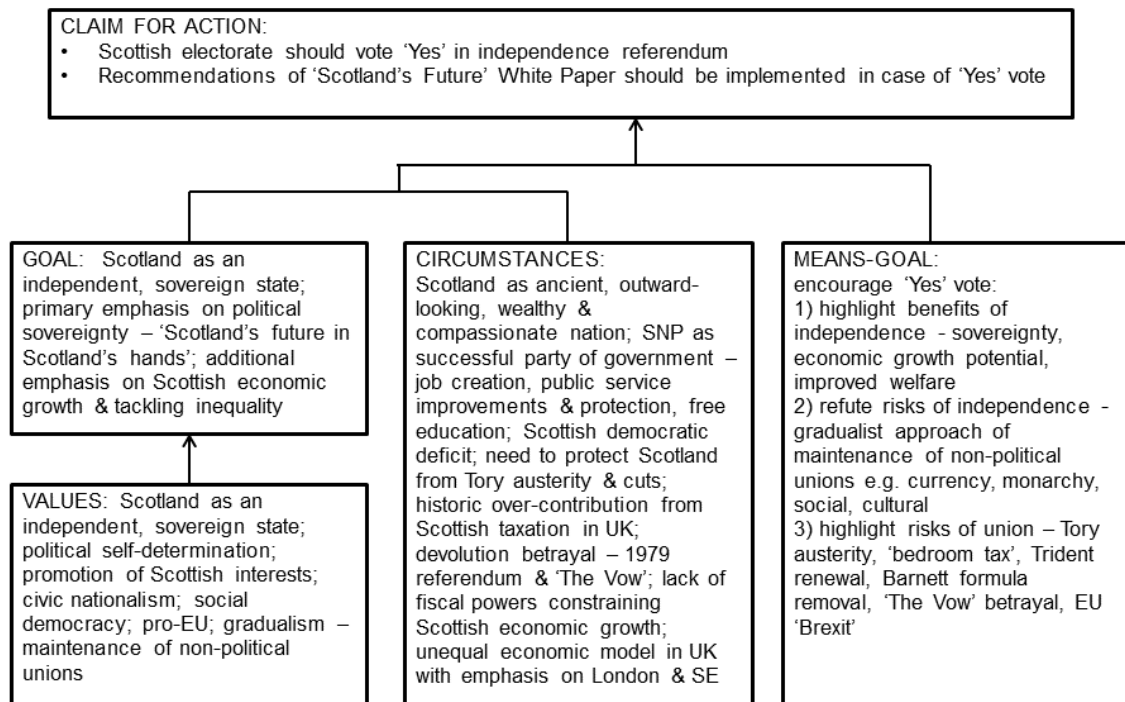 CLAIM FOR ACTION:
• Scottish electorate should vote ‘Yes’ in independence referendum
• Recommendations of ‘Scotland’s Future’ White Paper should be implemented in case of ‘Yes’ vote
GOAL: Scotland as an
independent, sovereign state;
primary emphasis on political
sovereignty – ‘Scotland’s future in
Scotland’s hands’; additional
emphasis on Scottish economic
growth & tackling inequality
VALUES: Scotland as an
independent, sovereign state;
political self-determination;
promotion of Scottish interests;
civic nationalism; social
democracy; pro-EU; gradualism –
maintenance of non-political
unions
CIRCUMSTANCES:
Scotland as ancient, outward-
looking, wealthy &
compassionate nation; SNP as
successful party of government –
job creation, public service
improvements & protection, free
education; Scottish democratic
deficit; need to protect Scotland
from Tory austerity & cuts;
historic over-contribution from
Scottish taxation in UK;
devolution betrayal – 1979
referendum & ‘The Vow’; lack of
fiscal powers constraining
Scottish economic growth;
unequal economic model in UK
with emphasis on London & SE
MEANS-GOAL:
encourage ‘Yes’ vote:
1) highlight benefits of
independence - sovereignty,
economic growth potential,
improved welfare
2) refute risks of independence -
gradualist approach of
maintenance of non-political
unions e.g. currency, monarchy,
social, cultural
3) highlight risks of union – Tory
austerity, ‘bedroom tax’, Trident
renewal, Barnett formula
removal, ‘The Vow’ betrayal, EU
‘Brexit’